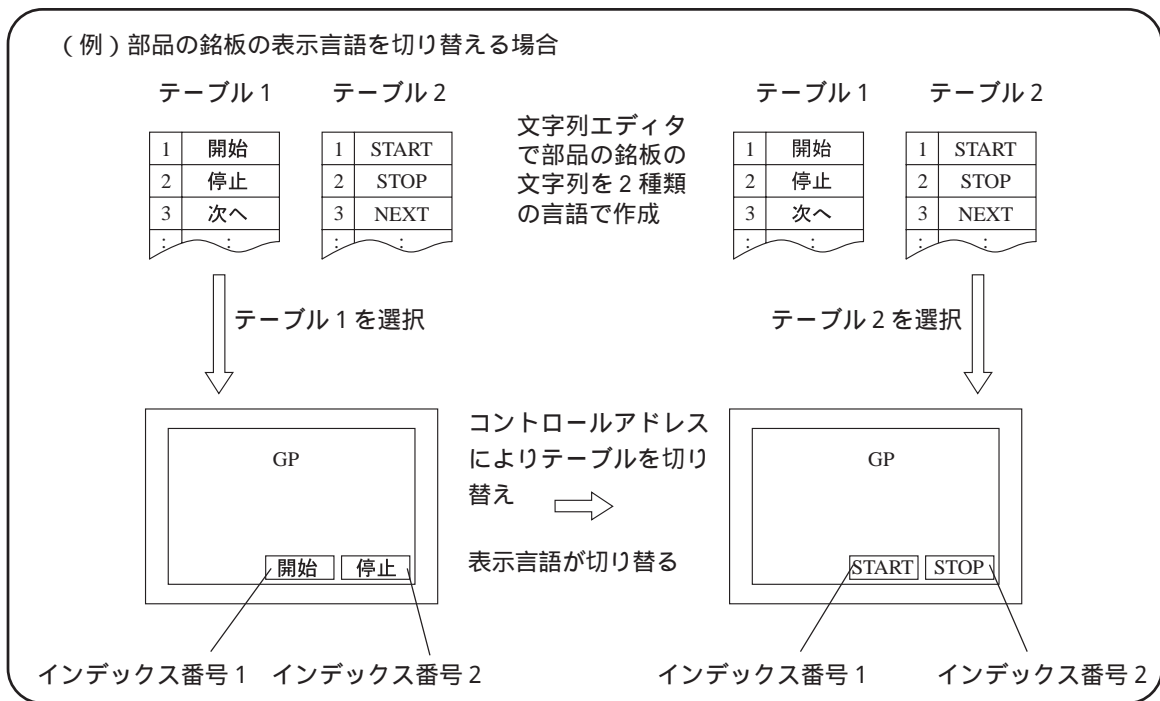 (例)部品の銘板の表示言語を切り替える場合
テーブル1
テーブル2
1 開始
2 停止
3 次へ
: :
1 START
2 STOP
3 NEXT
: :
文字列エディタ
で部品の銘板の
文字列を2種類
の言語で作成
テーブル1
テーブル2
1 開始
2 停止
3 次へ
: :
1 START
2 STOP
3 NEXT
: :
テーブル1を選択
テーブル2を選択
GP
開始 停止
インデックス番号1 インデックス番号2
コントロールアドレス
によりテーブルを切り
替え
表示言語が切り替る
GP
START STOP
インデックス番号1 インデックス番号2